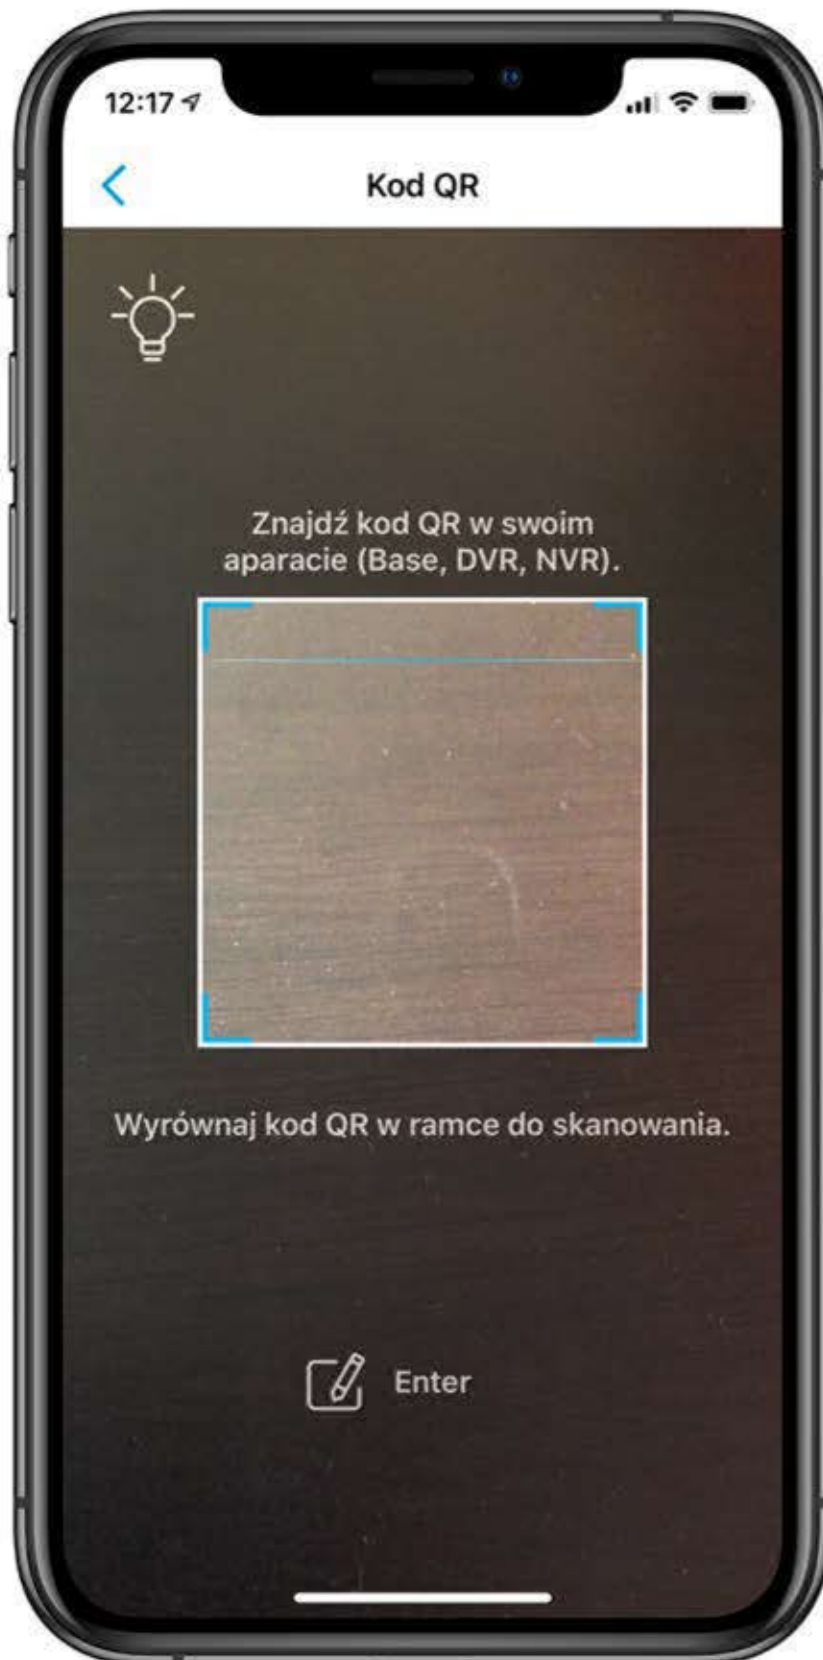 12:17
Kod QR
Znajdź kod QR w swoim
aparacie (Base, DVR, NVR).
Wyrównaj kod QR w ramce do skanowania.
Enter